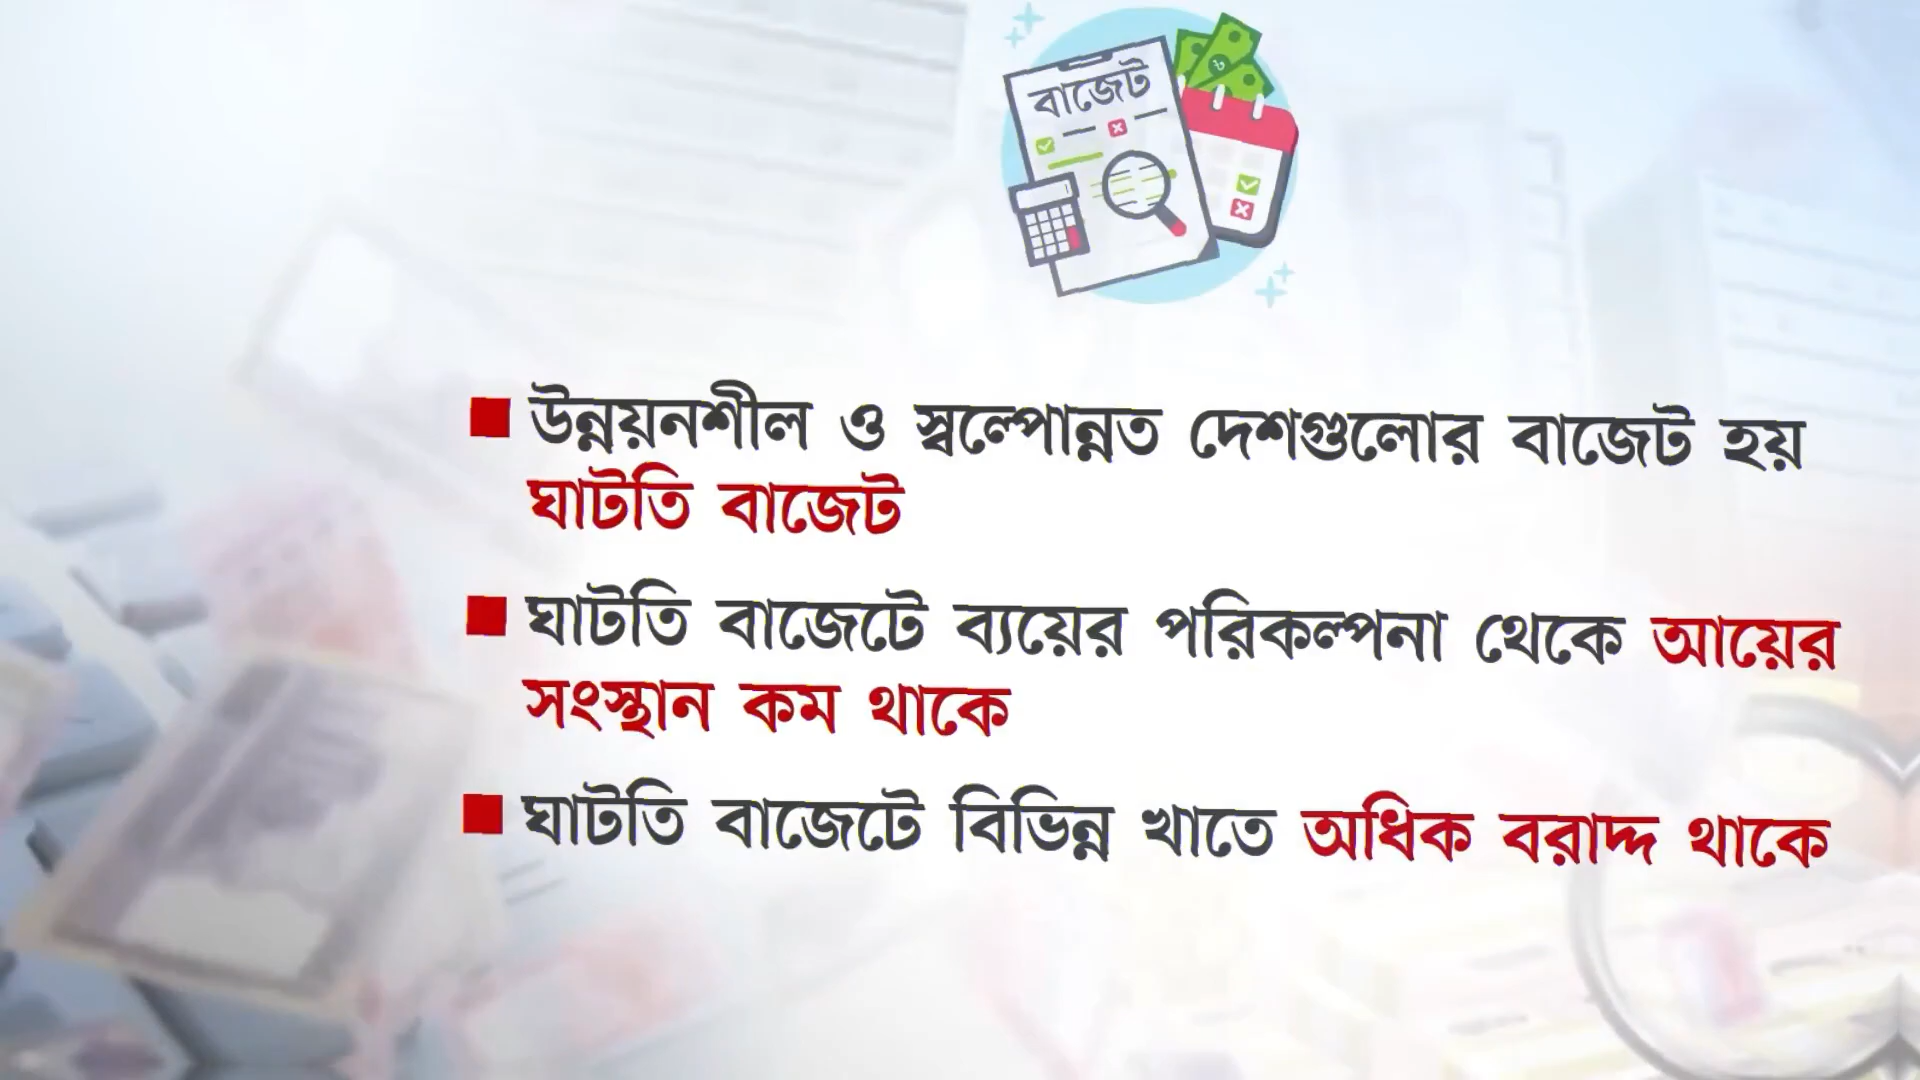 বাজেট
উন্নয়নশীল ও স্বল্পোন্নত দেশগুলোর বাজেট হয়
ঘাটতি বাজেট
ঘাটতি বাজেটে ব্যয়ের পরিকল্পনা থেকে আয়ের
সংস্থান কম থাকে
ঘাটতি বাজেটে বিভিন্ন খাতে অধিক বরাদ্দ থাকে